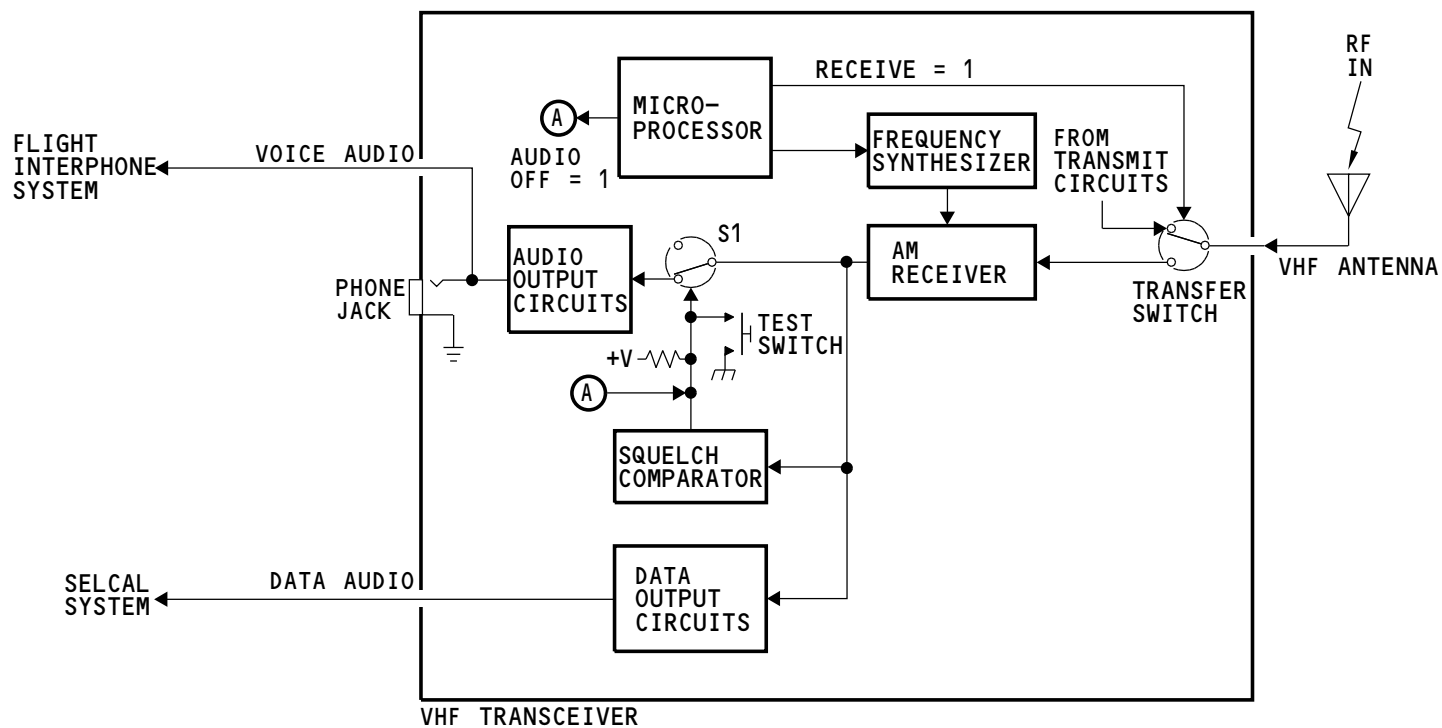 RF
IN
RECEIVE = 1
MICRO-
PROCESSOR
A
AUDIO
OFF = 1
FREQUENCY
SYNTHESIZER
FROM
TRANSMIT
CIRCUITS
FLIGHT
INTERPHONE
SYSTEM
VOICE AUDIO
S1
AUDIO
OUTPUT
CIRCUITS
AM
RECEIVER
VHF ANTENNA
TRANSFER
SWITCH
PHONE
JACK
TEST
SWITCH
+V
A
SQUELCH
COMPARATOR
SELCAL
SYSTEM
DATA AUDIO
DATA
OUTPUT
CIRCUITS
VHF TRANSCEIVER